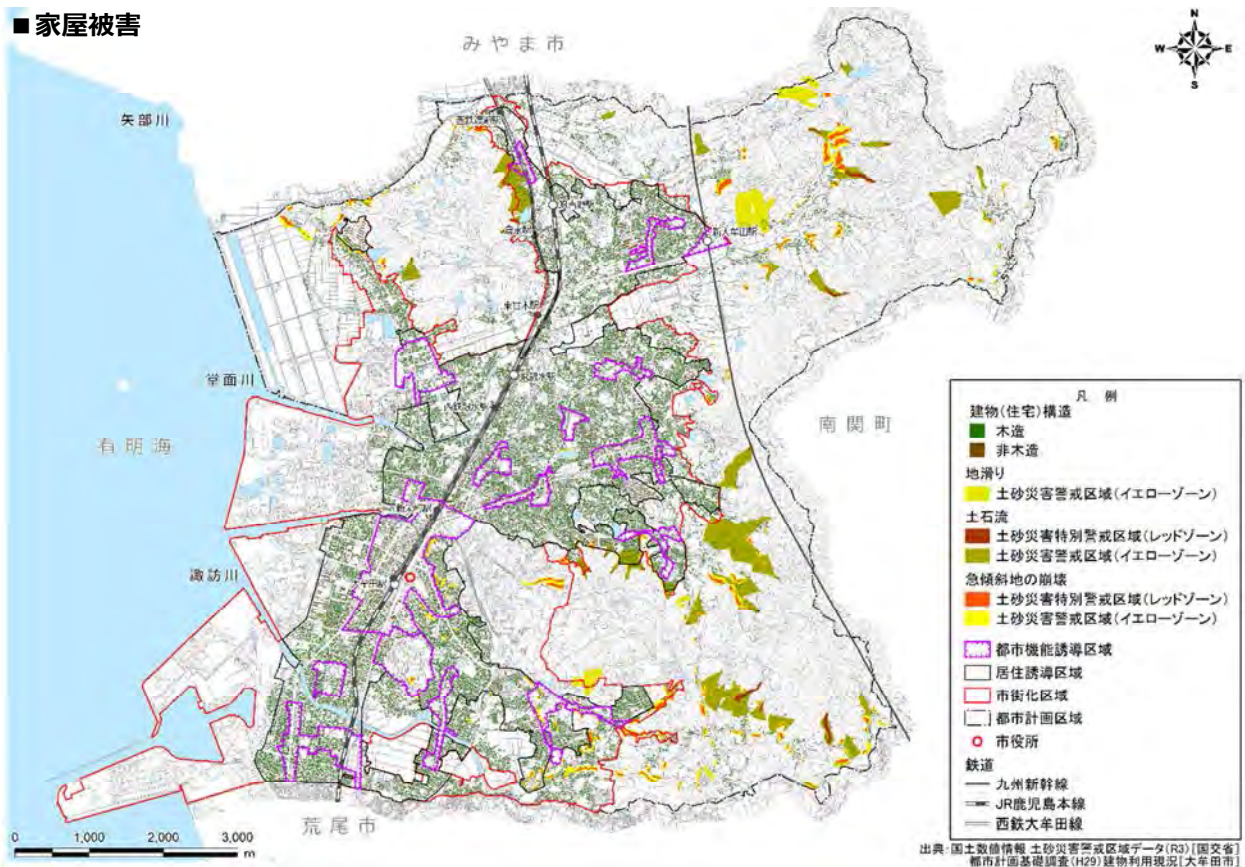 ■家屋被害
みやま市
N
W
E
S
矢部川
新大牟田駅
東甘木駅
堂面川
有明海
南関町
諏訪川
荒尾市
0 1,000 2,000 3,000
m
凡 例
建物(住宅)構造
木造
非木造
地滑り
土砂災害警戒区域(イエローゾーン)
土石流
土砂災害特別警戒区域(レッドゾーン)
土砂災害警戒区域(イエローゾーン)
急傾斜地の崩壊
土砂災害特別警戒区域(レッドゾーン)
土砂災害警戒区域(イエローゾーン)
都市機能誘導区域
居住誘導区域
市街化区域
都市計画区域
市役所
鉄道
九州新幹線
JR鹿児島本線
西鉄大牟田線
出典:国土数値情報 土砂災害警戒区域データ(R3)[国交省]
都市計画基礎調査(H29)建物利用現況[大牟田市]